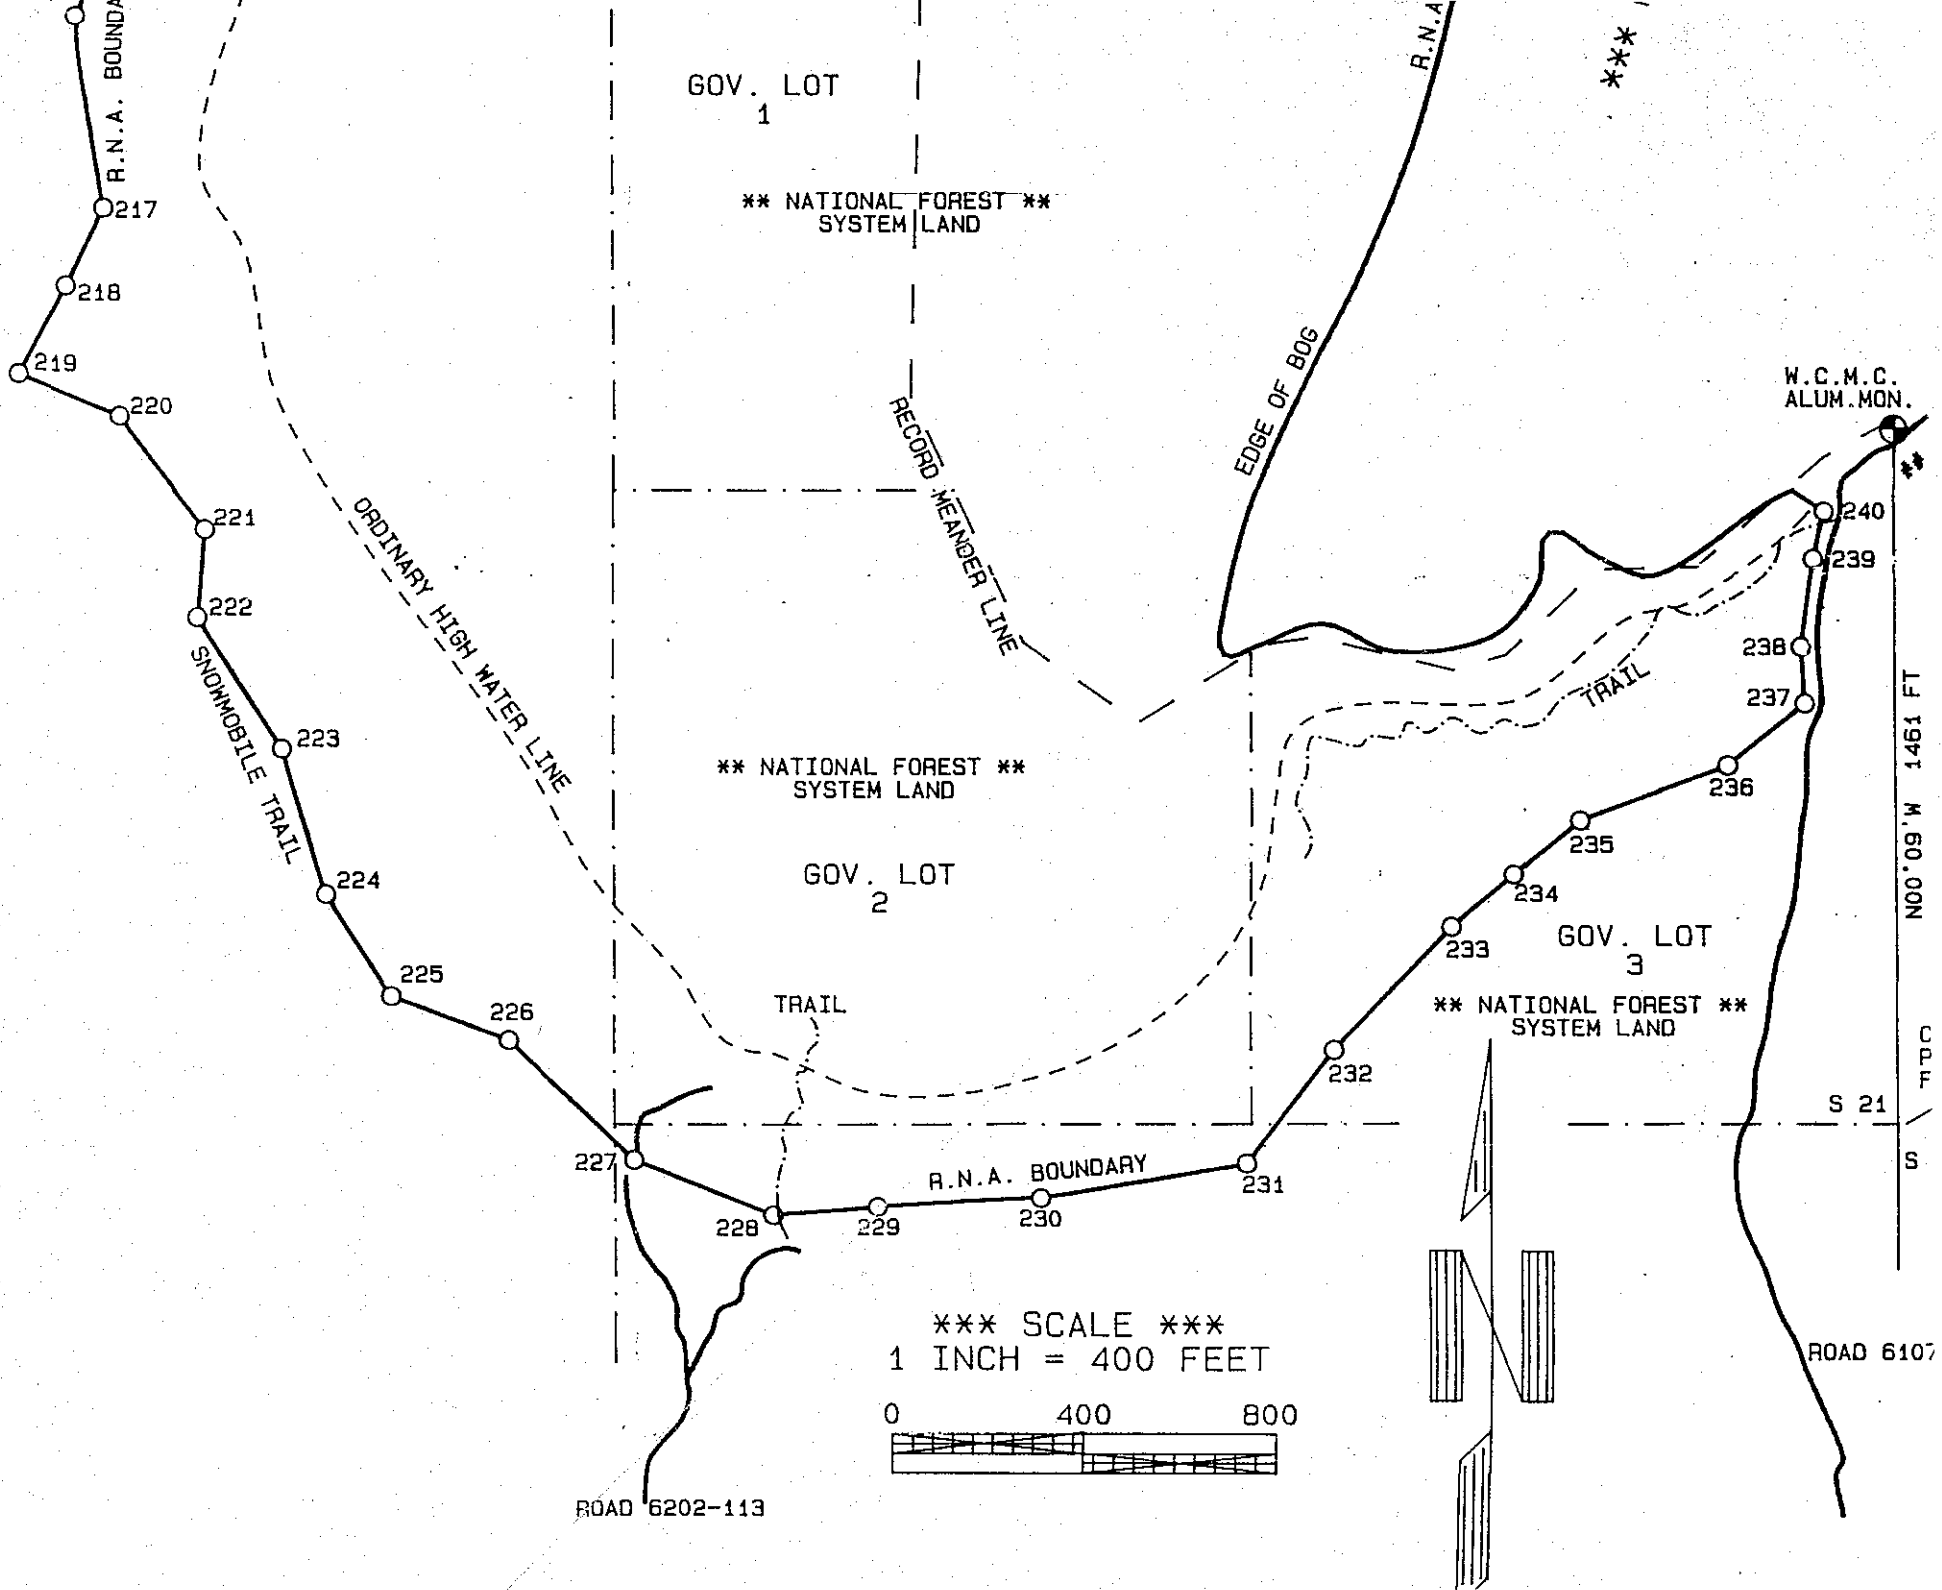 R.N.A. BOUNDA
R.N.A
***
GOV. LOT
1
** NATIONAL FOREST **
SYSTEM LAND
217
218
219
220
221
222
223
224
225
226
EDGE OF BOG
RECORD MEANDER LINE
ORDINARY HIGH WATER LINE
SNOWMOBILE TRAIL
W.C.M.C.
ALUM.MON.
**
240
239
238
237
236
235
234
233
232
TRAIL
N00°09'W 1461 FT
** NATIONAL FOREST **
SYSTEM LAND
GOV. LOT
2
GOV. LOT
3
** NATIONAL FOREST **
SYSTEM LAND
TRAIL
C
P
F
S 21
S
227
228
229
230
231
R.N.A. BOUNDARY
*** SCALE ***
1 INCH = 400 FEET
0 400 800
N
ROAD 6107
ROAD 6202-113